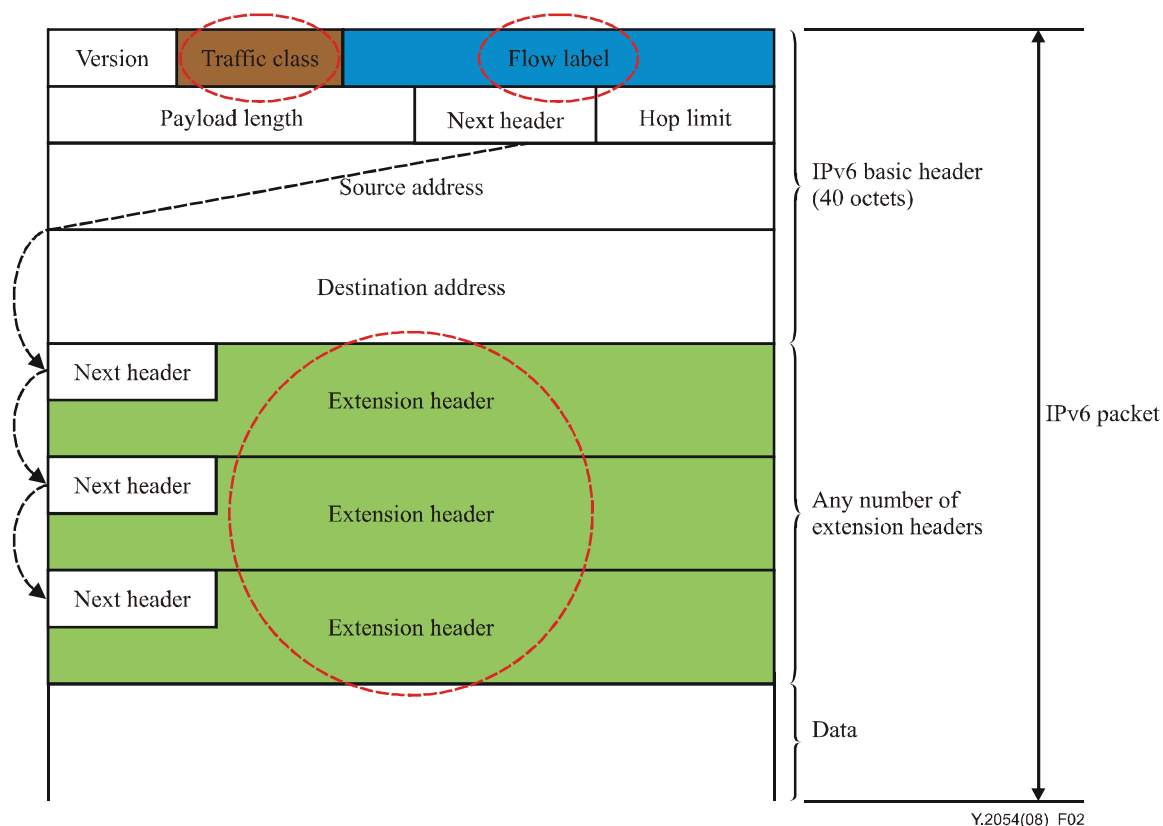 Version Traffic class Flow label
Payload length Next header Hop limit
Source address
IPv6 basic header
(40 octets)
Destination address
Next header
Extension header
IPv6 packet
Next header
Extension header
Any number of
extension headers
Next header
Extension header
Data
Y.2054(08)_F02